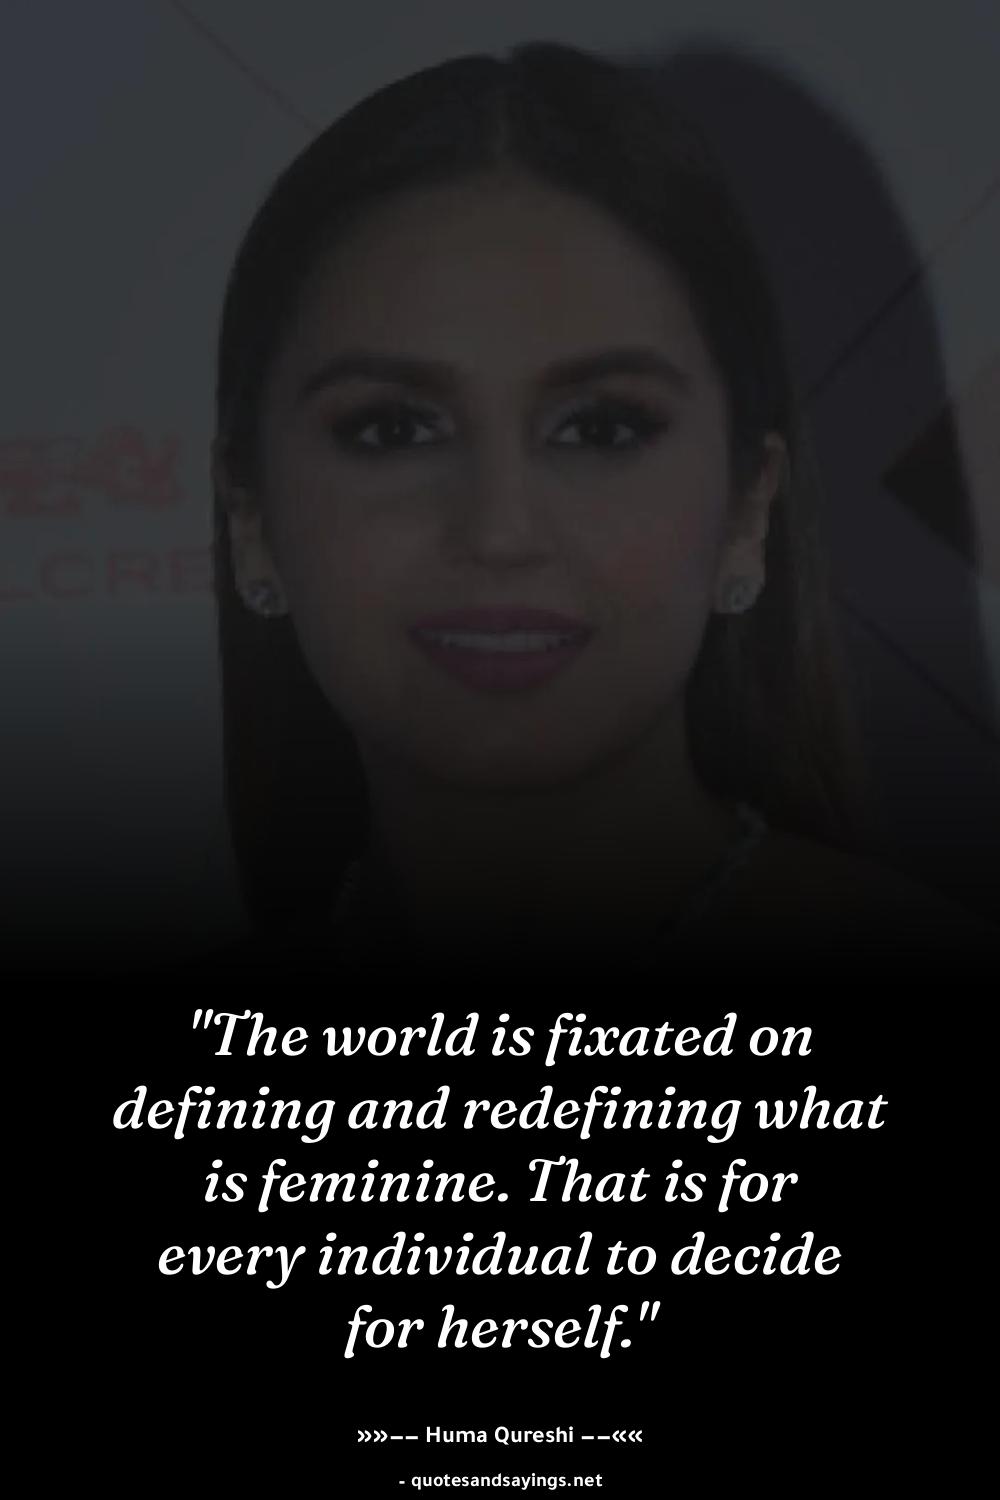 LCRE
"The world is fixated on
defining and redefining what
is feminine. That is for
every individual to decide
for herself."
»»—— Huma Qureshi ——««
- quotesandsayings.net